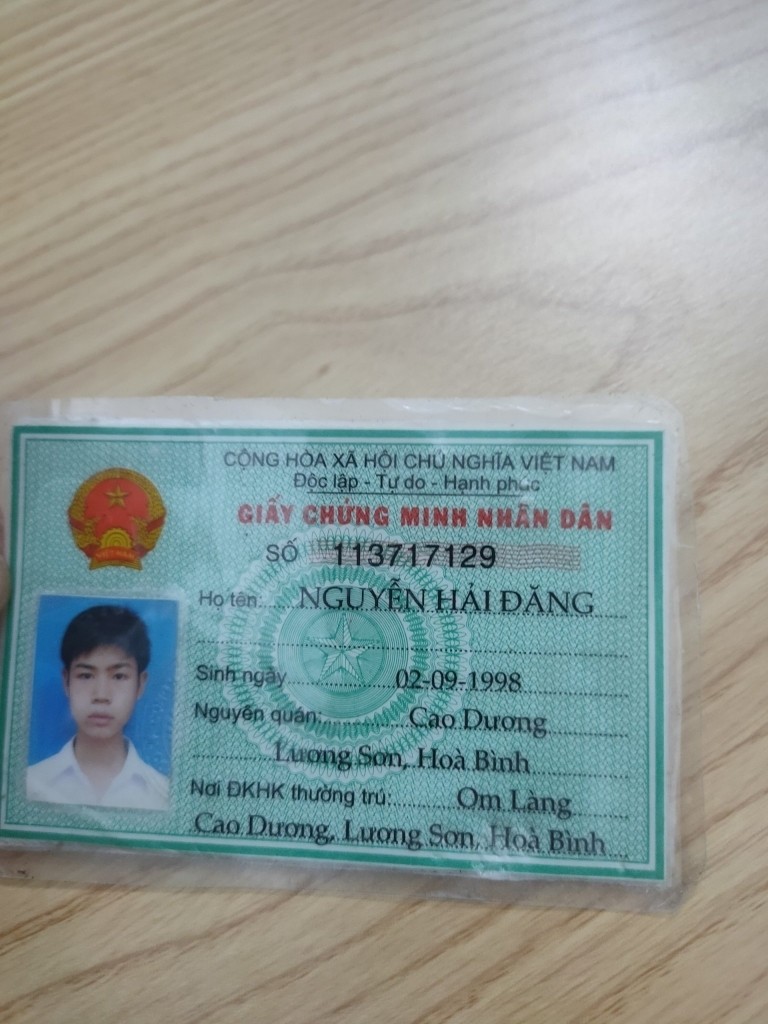 CỘNG HÒA XÃ HỘI CHỦ NGHĨA VIỆT NAM
Độc lập - Tự do - Hạnh phúc
GIẤY CHỨNG MINH NHÂN DÂN
SỐ 113717129
Họ tên: NGUYỄN HẢI ĐĂNG
Sinh ngày 02-09-1998
Nguyên quán: Cao Dương
Lương Sơn, Hoà Bình
Nơi ĐKHK thường trú: Om Làng
Cao Dương, Lương Sơn, Hoà Bình
VIỆT NAM